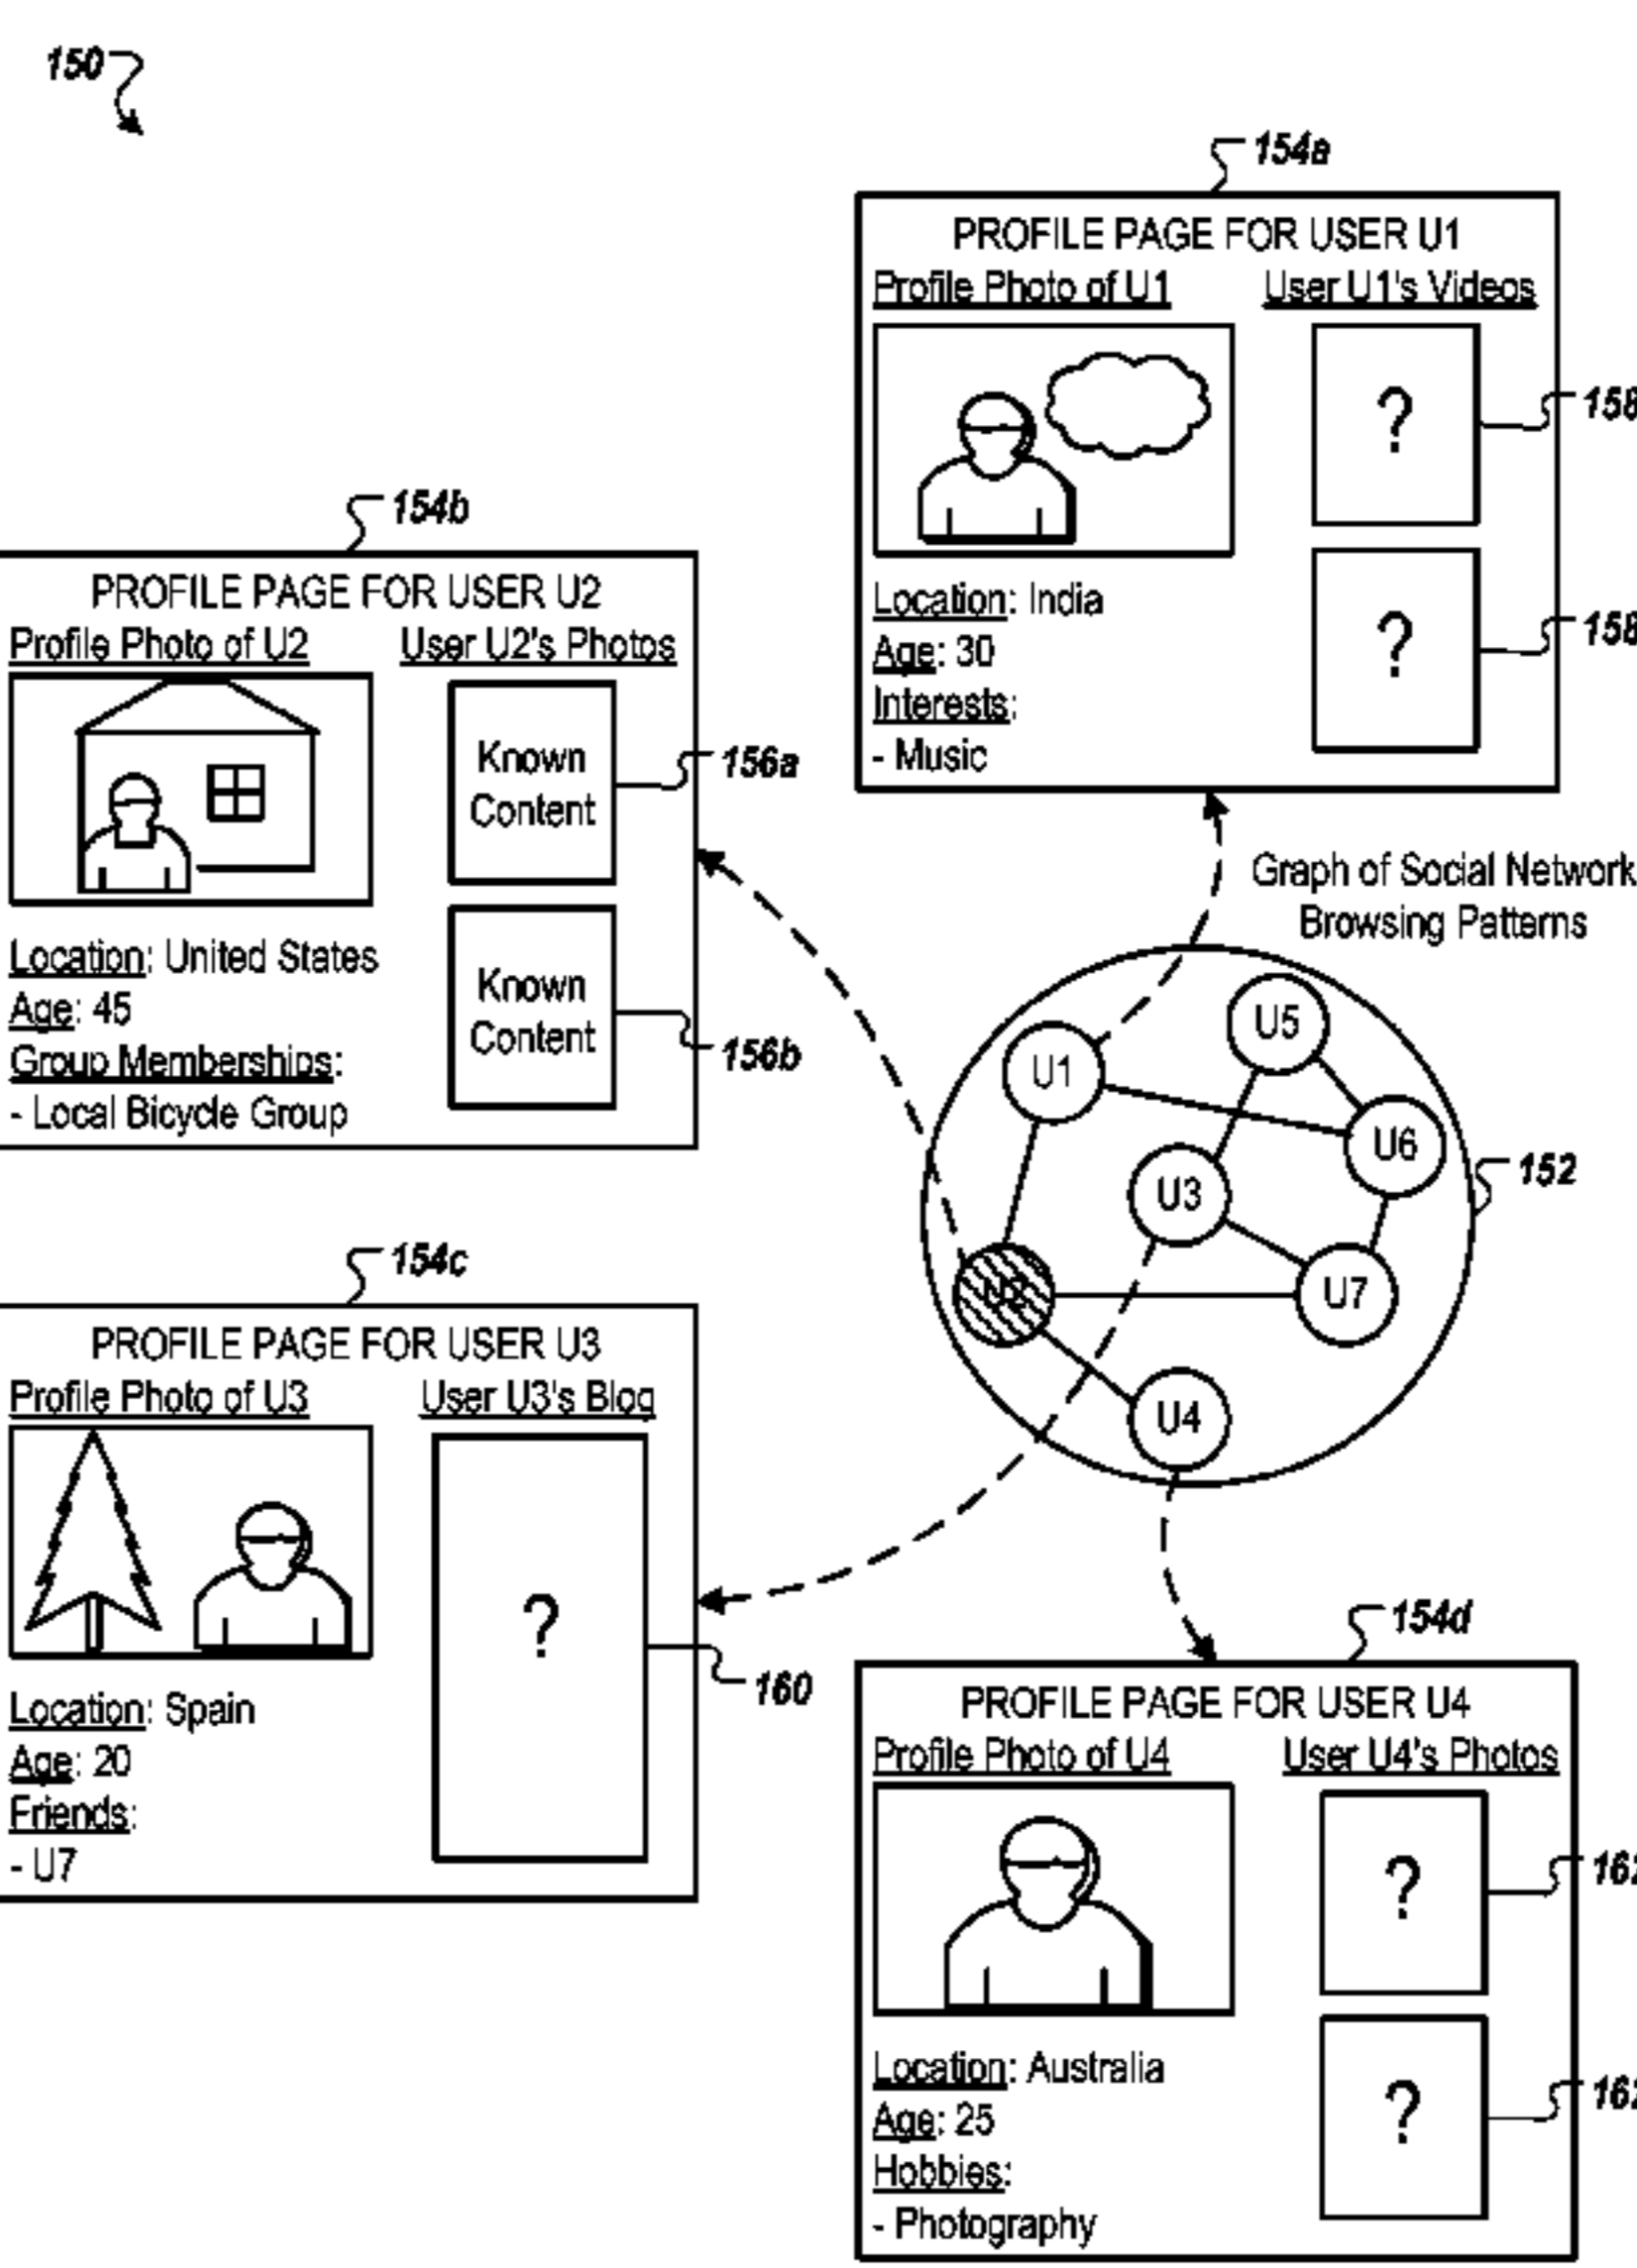 150
154a
PROFILE PAGE FOR USER U1
Profile Photo of U1
User U1's Videos
?
158
?
158
Location: India
Age: 30
Interests:
- Music
154b
PROFILE PAGE FOR USER U2
Profile Photo of U2
User U2's Photos
Known
Content
156a
Known
Content
156b
Location: United States
Age: 45
Group Memberships:
- Local Bicycle Group
Graph of Social Network
Browsing Patterns
U1
U5
U6
U3
U2
U7
U4
152
154c
PROFILE PAGE FOR USER U3
Profile Photo of U3
User U3's Blog
?
160
Location: Spain
Age: 20
Friends:
- U7
154d
PROFILE PAGE FOR USER U4
Profile Photo of U4
User U4's Photos
?
162
?
162
Location: Australia
Age: 25
Hobbies:
- Photography